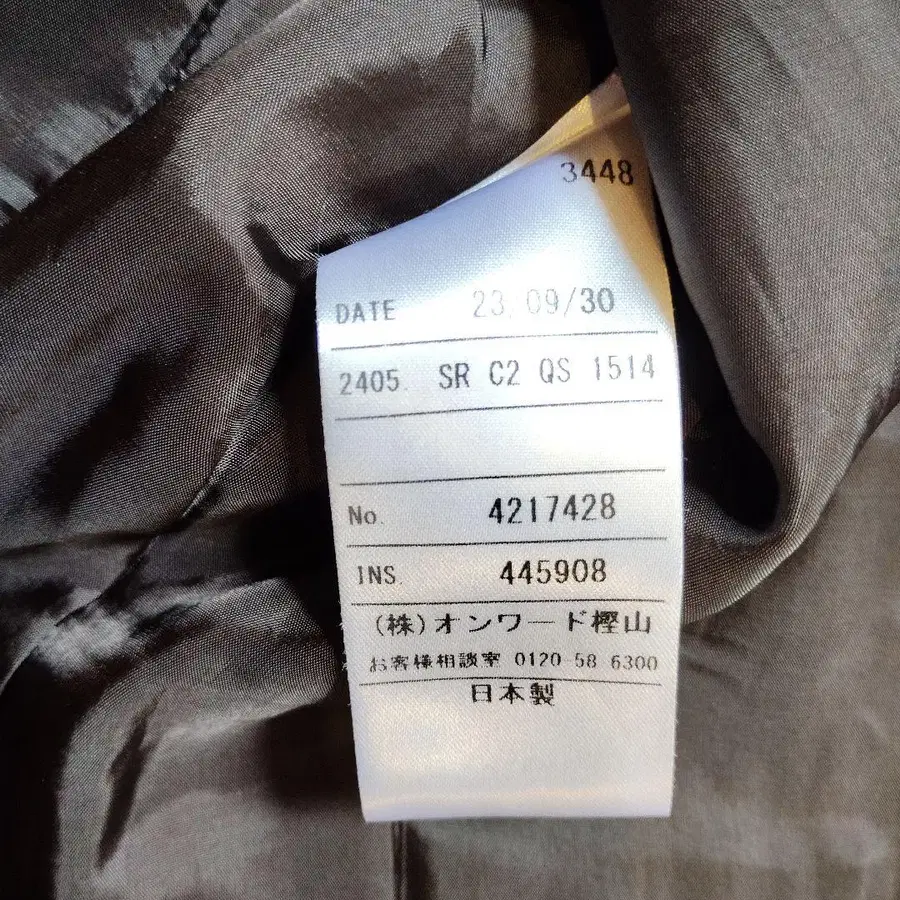 3448
DATE 23/09/30
2405. SR C2 QS 1514
No. 4217428
INS. 445908
(株)オンワード樫山
お客様相談室 0120-58-6300
日本製